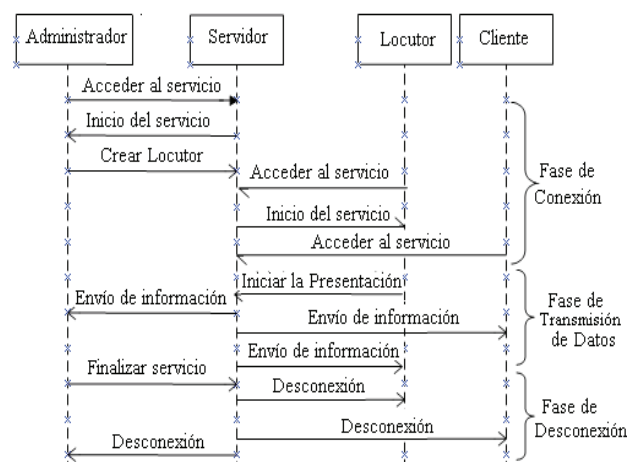 Administrador
Servidor
Locutor
Cliente
Acceder al servicio
Inicio del servicio
Crear Locutor
Acceder al servicio
Inicio del servicio
Acceder al servicio
Fase de
Conexión
Iniciar la Presentación
Envío de información
Envío de información
Envío de información
Fase de
Transmisión
de Datos
Finalizar servicio
Desconexión
Desconexión
Desconexión
Fase de
Desconexión